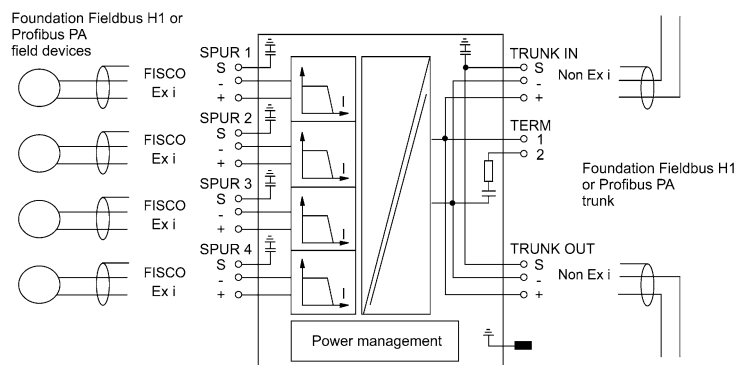 Foundation Fieldbus H1 or
Profibus PA
field devices
SPUR 1
S
-
+
FISCO
Ex i
SPUR 2
S
-
+
FISCO
Ex i
SPUR 3
S
-
+
FISCO
Ex i
SPUR 4
S
-
+
FISCO
Ex i
I
I
I
I
Power management
TRUNK IN
S
-
+
Non Ex i
TERM
1
2
Foundation Fieldbus H1
or Profibus PA
trunk
TRUNK OUT
S
-
+
Non Ex i